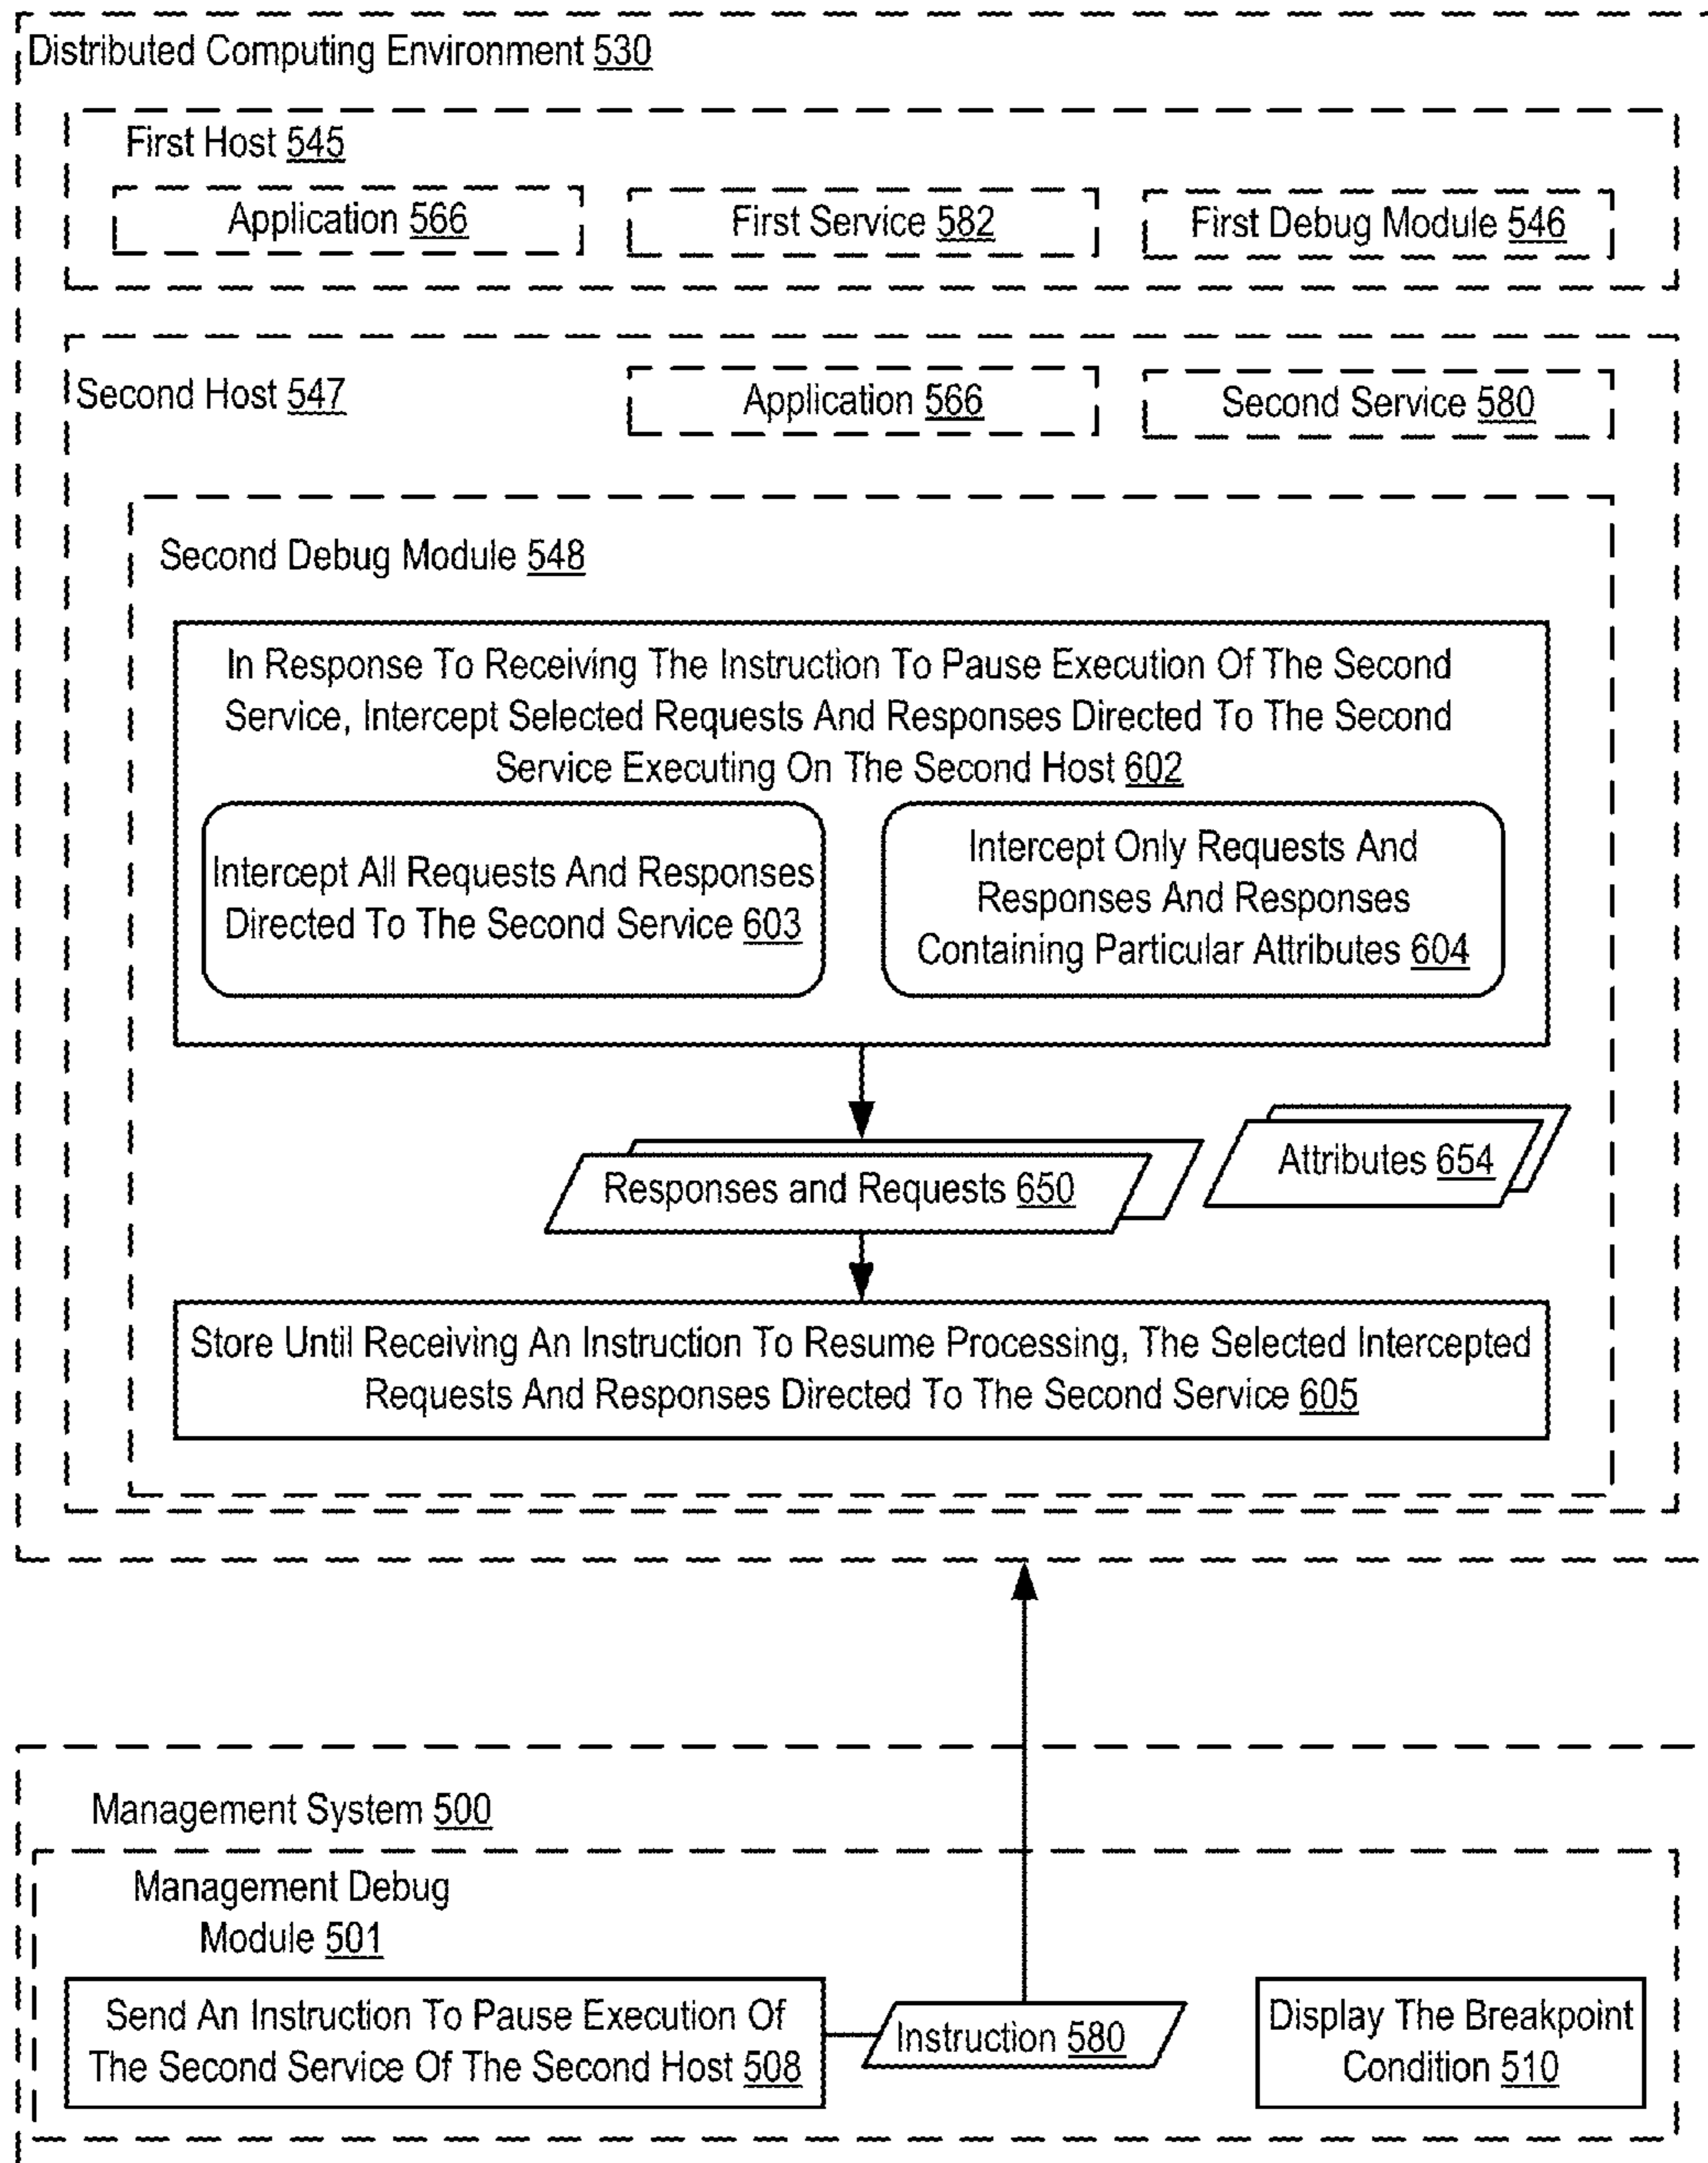 Distributed Computing Environment 530
First Host 545
Application 566
First Service 582
First Debug Module 546
Second Host 547
Application 566
Second Service 580
Second Debug Module 548
In Response To Receiving The Instruction To Pause Execution Of The Second
Service, Intercept Selected Requests And Responses Directed To The Second
Service Executing On The Second Host 602
Intercept All Requests And Responses
Directed To The Second Service 603
Intercept Only Requests And
Responses And Responses
Containing Particular Attributes 604
Attributes 654
Responses and Requests 650
Store Until Receiving An Instruction To Resume Processing, The Selected Intercepted
Requests And Responses Directed To The Second Service 605
Management System 500
Management Debug
Module 501
Send An Instruction To Pause Execution Of
The Second Service Of The Second Host 508
Instruction 580
Display The Breakpoint
Condition 510